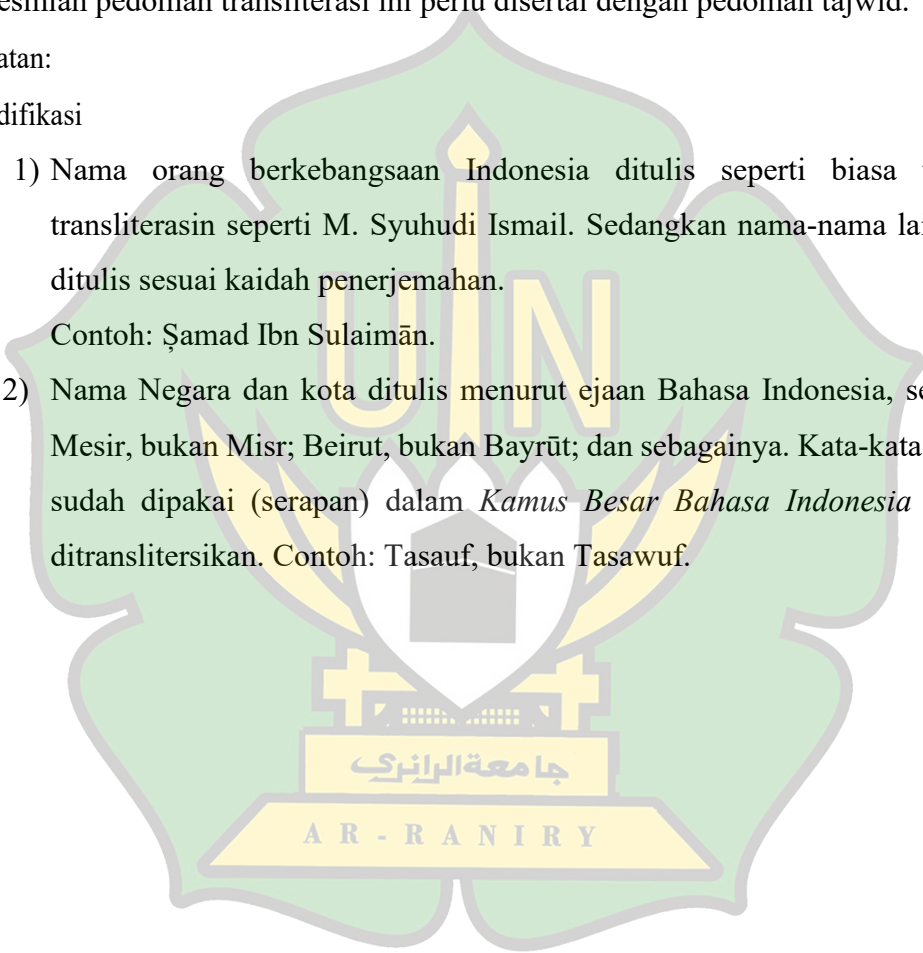 esmian pedoman transliterasi ini perlu disertai dengan pedoman tajwid.
atan:
difikasi
1) Nama orang berkebangsaan Indonesia ditulis seperti biasa
transliterasin seperti M. Syuhudi Ismail. Sedangkan nama-nama la
ditulis sesuai kaidah penerjemahan.
Contoh: Ṣamad Ibn Sulaimān.
2) Nama Negara dan kota ditulis menurut ejaan Bahasa Indonesia, se
Mesir, bukan Misr; Beirut, bukan Bayrūt; dan sebagainya. Kata-kata
sudah dipakai (serapan) dalam Kamus Besar Bahasa Indonesia
ditranslitersikan. Contoh: Tasauf, bukan Tasawuf.
UIN
جامعة الرانري
AR-RANIRY